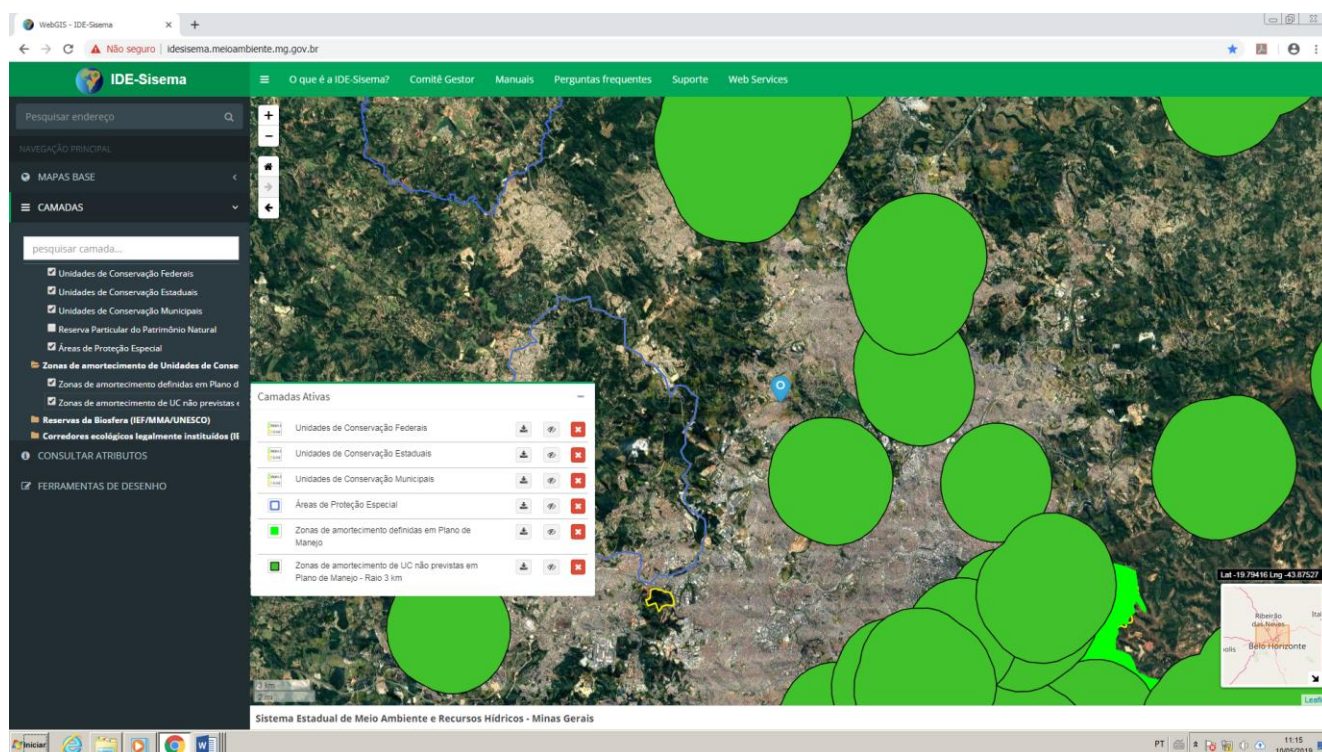 WebGIS - IDE-Sisema
Não seguro | idesisema.meioambiente.mg.gov.br
IDE-Sisema
O que é a IDE-Sisema? Comitê Gestor Manuais Perguntas frequentes Suporte Web Services
Pesquisar endereço
NAVEGAÇÃO PRINCIPAL
MAPAS BASE
CAMADAS
pesquisar camada...
Unidades de Conservação Federais
Unidades de Conservação Estaduais
Unidades de Conservação Municipais
Reserva Particular do Patrimônio Natural
Áreas de Proteção Especial
Zonas de amortecimento de Unidades de Conse
Zonas de amortecimento definidas em Plano d
Zonas de amortecimento de UC não previstas e
Reservas da Biosfera (IEF/MMA/UNESCO)
Corredores ecológicos legalmente instituídos (IE
CONSULTAR ATRIBUTOS
FERRAMENTAS DE DESENHO
Camadas Ativas
Unidades de Conservação Federais
Unidades de Conservação Estaduais
Unidades de Conservação Municipais
Áreas de Proteção Especial
Zonas de amortecimento definidas em Plano de
Manejo
Zonas de amortecimento de UC não previstas em
Plano de Manejo - Raio 3 km
Lat -19.79416 Lng -43.87527
Ribeirão
das Neves
Belo Horizonte
3 km
2 mi
Sistema Estadual de Meio Ambiente e Recursos Hídricos - Minas Gerais
Iniciar
PT
11:15
10/05/2019